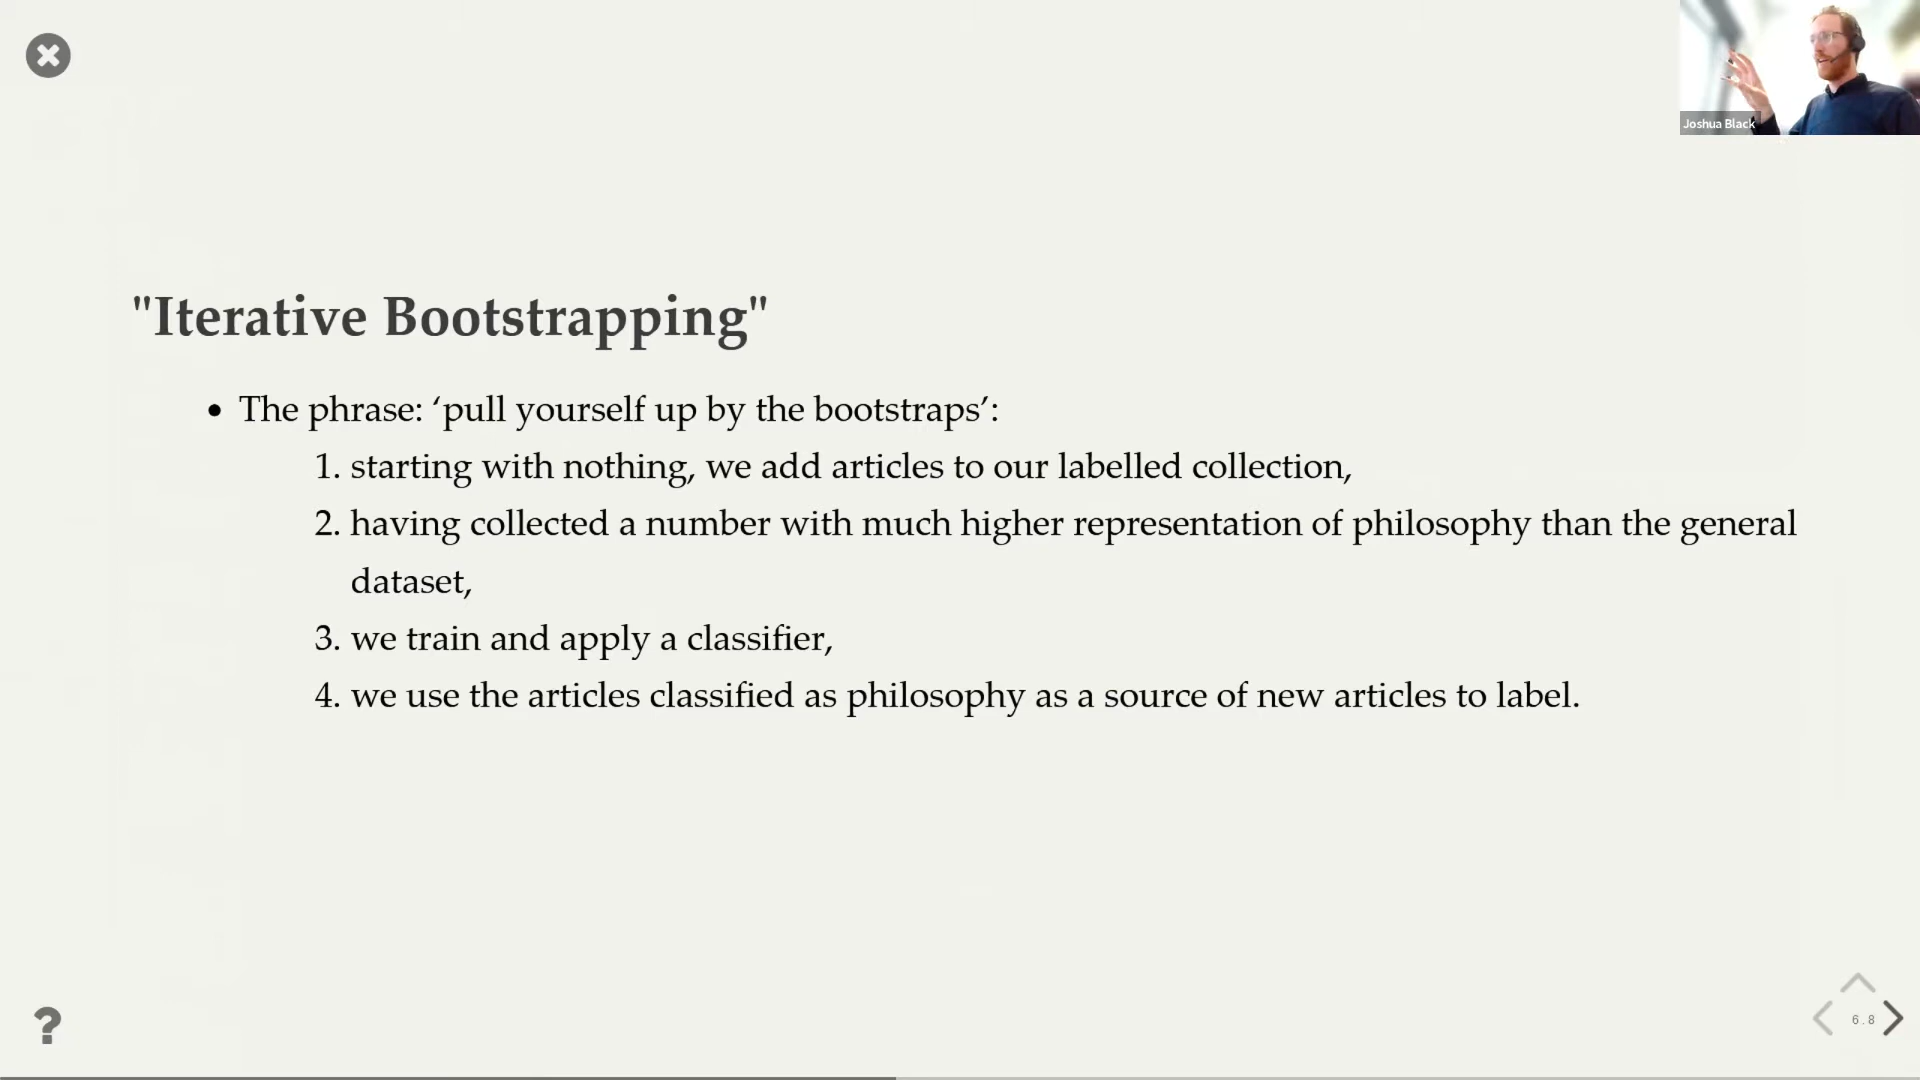 Joshua Black
"Iterative Bootstrapping"
• The phrase: ‘pull yourself up by the bootstraps’:
1. starting with nothing, we add articles to our labelled collection,
2. having collected a number with much higher representation of philosophy than the general
dataset,
3. we train and apply a classifier,
4. we use the articles classified as philosophy as a source of new articles to label.
?
6.8